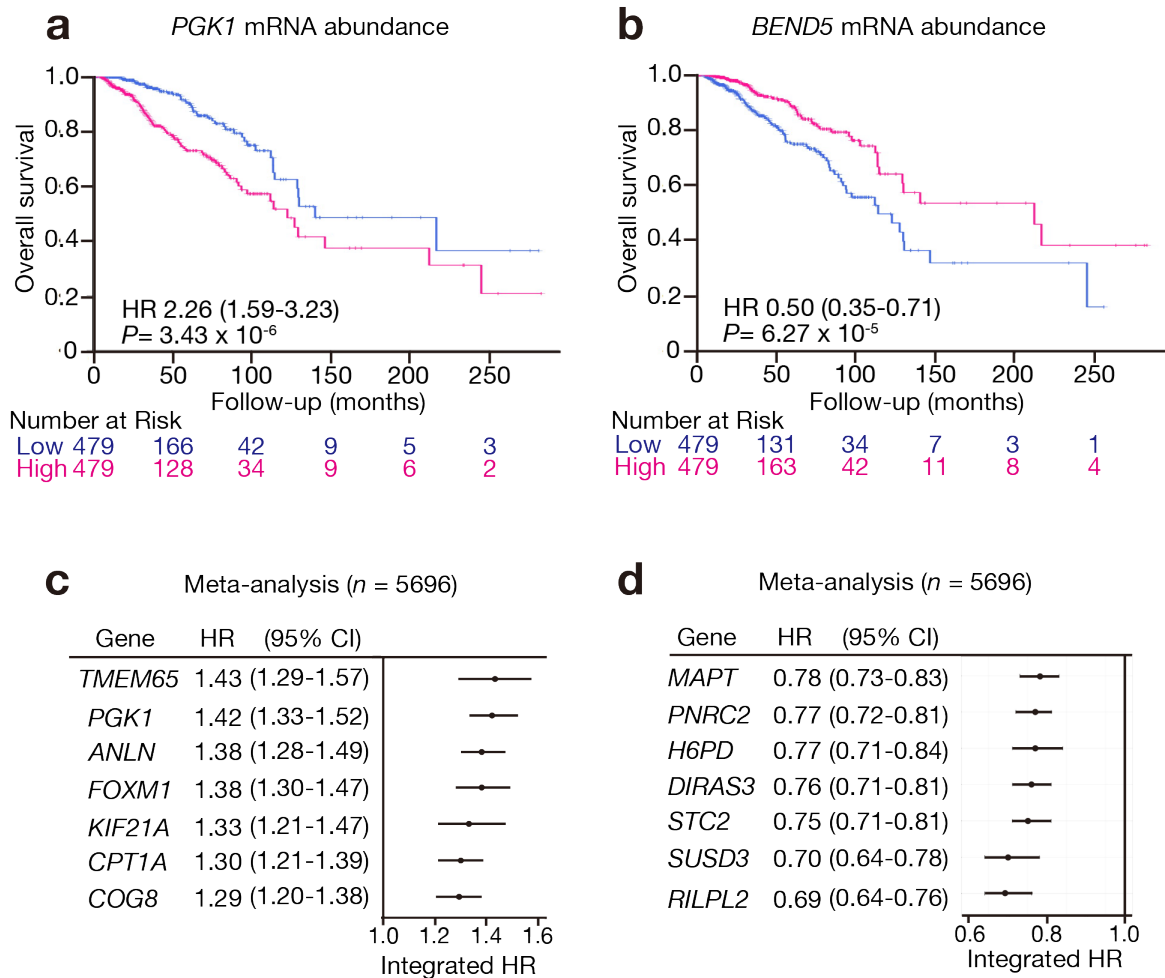 a
PGK1 mRNA abundance
1.0
0.8
0.6
0.4
0.2
0
Overall survival
HR 2.26 (1.59-3.23)
P= 3.43 x 10-6
0 50 100 150 200 250
Follow-up (months)
Number at Risk
Low 479 166 42 9 5 3
High 479 128 34 9 6 2
b
BEND5 mRNA abundance
1.0
0.8
0.6
0.4
0.2
0
Overall survival
HR 0.50 (0.35-0.71)
P= 6.27 x 10-5
0 50 100 150 200 250
Follow-up (months)
Number at Risk
Low 479 131 34 7 3 1
High 479 163 42 11 8 4
c
Meta-analysis (n = 5696)
Gene HR (95% CI)
TMEM65 1.43 (1.29-1.57)
PGK1 1.42 (1.33-1.52)
ANLN 1.38 (1.28-1.49)
FOXM1 1.38 (1.30-1.47)
KIF21A 1.33 (1.21-1.47)
CPT1A 1.30 (1.21-1.39)
COG8 1.29 (1.20-1.38)
1.0 1.2 1.4 1.6
Integrated HR
d
Meta-analysis (n = 5696)
Gene HR (95% CI)
MAPT 0.78 (0.73-0.83)
PNRC2 0.77 (0.72-0.81)
H6PD 0.77 (0.71-0.84)
DIRAS3 0.76 (0.71-0.81)
STC2 0.75 (0.71-0.81)
SUSD3 0.70 (0.64-0.78)
RILPL2 0.69 (0.64-0.76)
0.6 0.8 1.0
Integrated HR